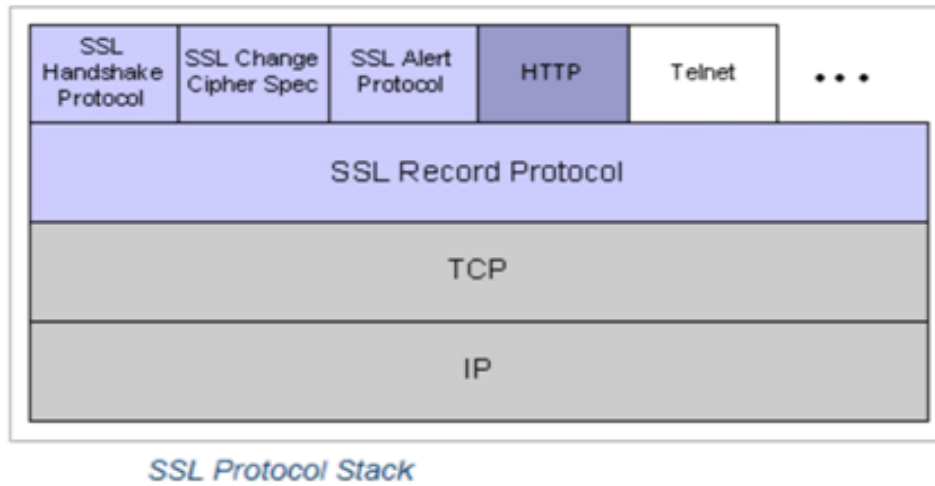 SSL
Handshake
Protocol
SSL Change
Cipher Spec
SSL Alert
Protocol
HTTP
Telnet
...
SSL Record Protocol
TCP
IP
SSL Protocol Stack